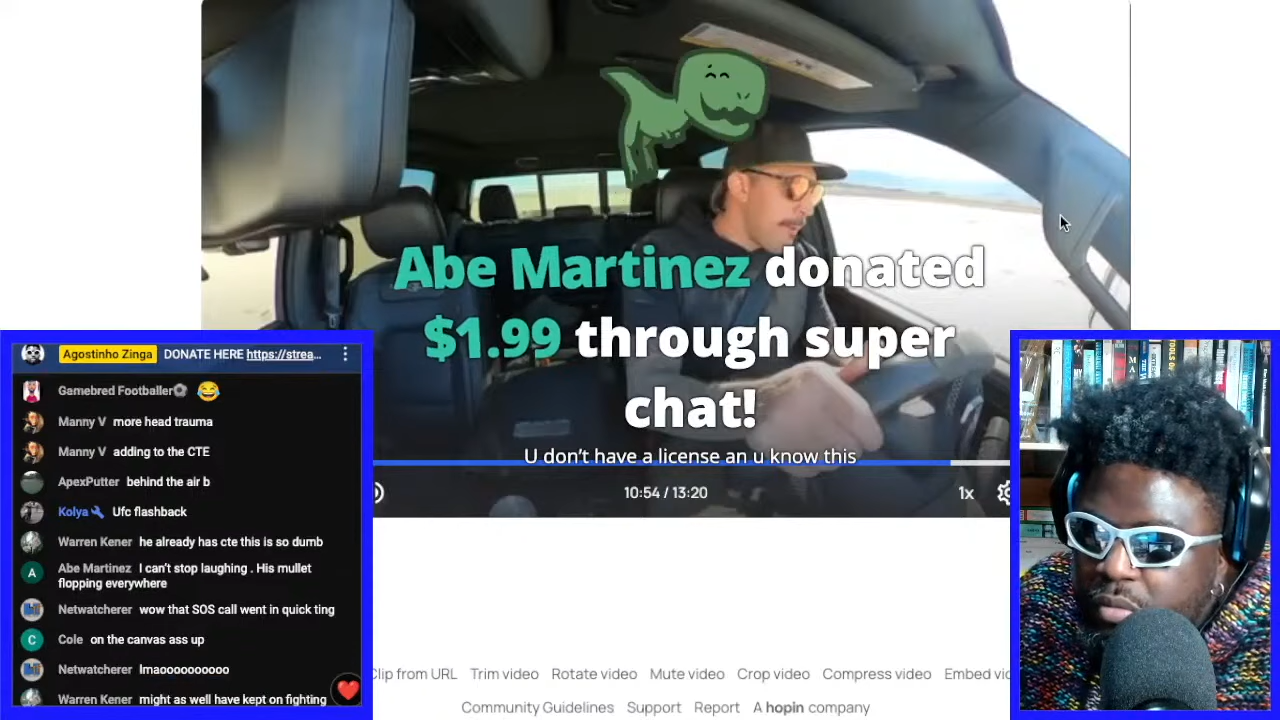 Abe Martinez donated
$1.99 through super
chat!
U don't have a license an u know this
10:54 / 13:20
1x
Agostinho Zinga DONATE HERE https://strea...
Gamebred Footballer⚽ 😂
Manny V more head trauma
Manny V adding to the CTE
ApexPutter behind the air b
Kolya🔧 Ufc flashback
Warren Kener he already has cte this is so dumb
A Abe Martinez I can't stop laughing . His mullet
flopping everywhere
Netwatcherer wow that SOS call went in quick ting
C Cole on the canvas ass up
Netwatcherer lmaoooooooooo
Warren Kener might as well have kept on fighting
Clip from URL Trim video Rotate video Mute video Crop video Compress video Embed vi
Community Guidelines Support Report A hopin company